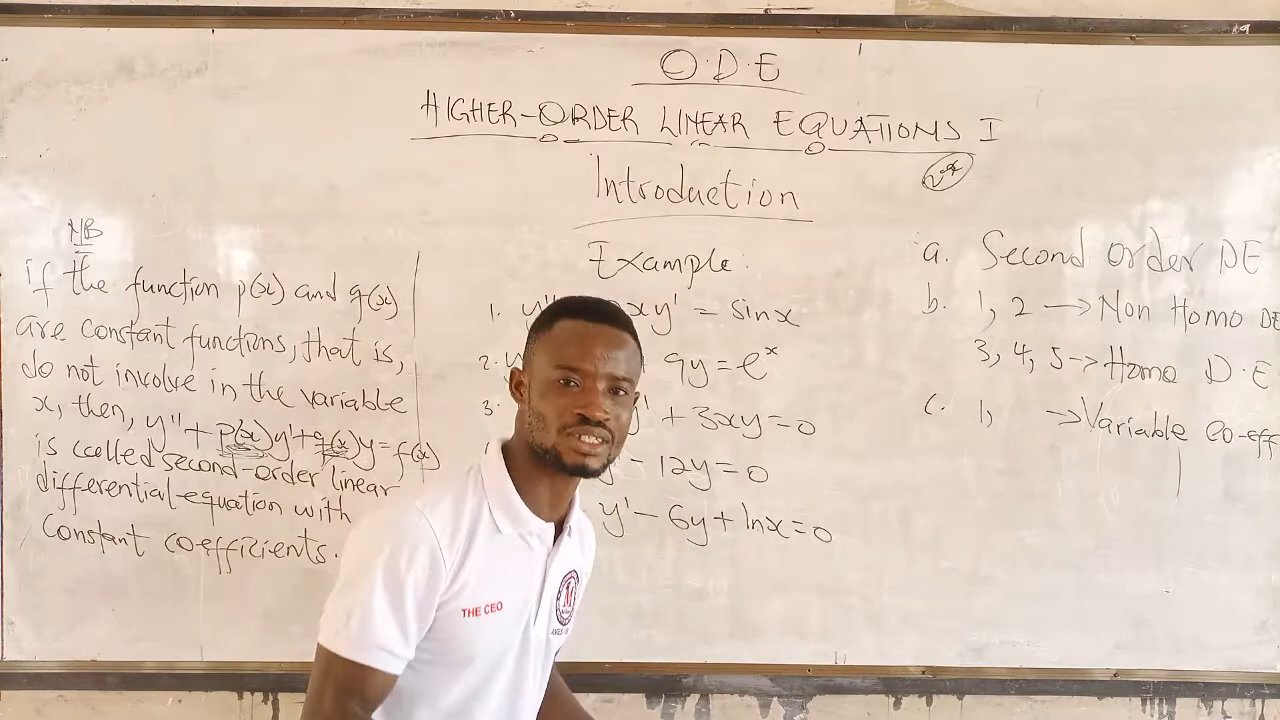 O.D.E
HIGHER-ORDER LINEAR EQUATIONS I
Introduction
NB
If the function p(x) and q(x)
are constant functions, that is,
do not involve in the variable
x, then, y'' + p(x)y' + q(x)y = f(x)
is called second-order linear
differential equation with
constant coefficients.
Example:
1. y'' xy' = sinx
2. y 9y = e^x
3. y' + 3xy = 0
- 12y = 0
y' - 6y + lnx = 0
a. Second order DE
b. 1, 2 → Non Homo DE
3, 4, 5 → Homo D.E
c. 1, → Variable co-eff
THE CEO
M